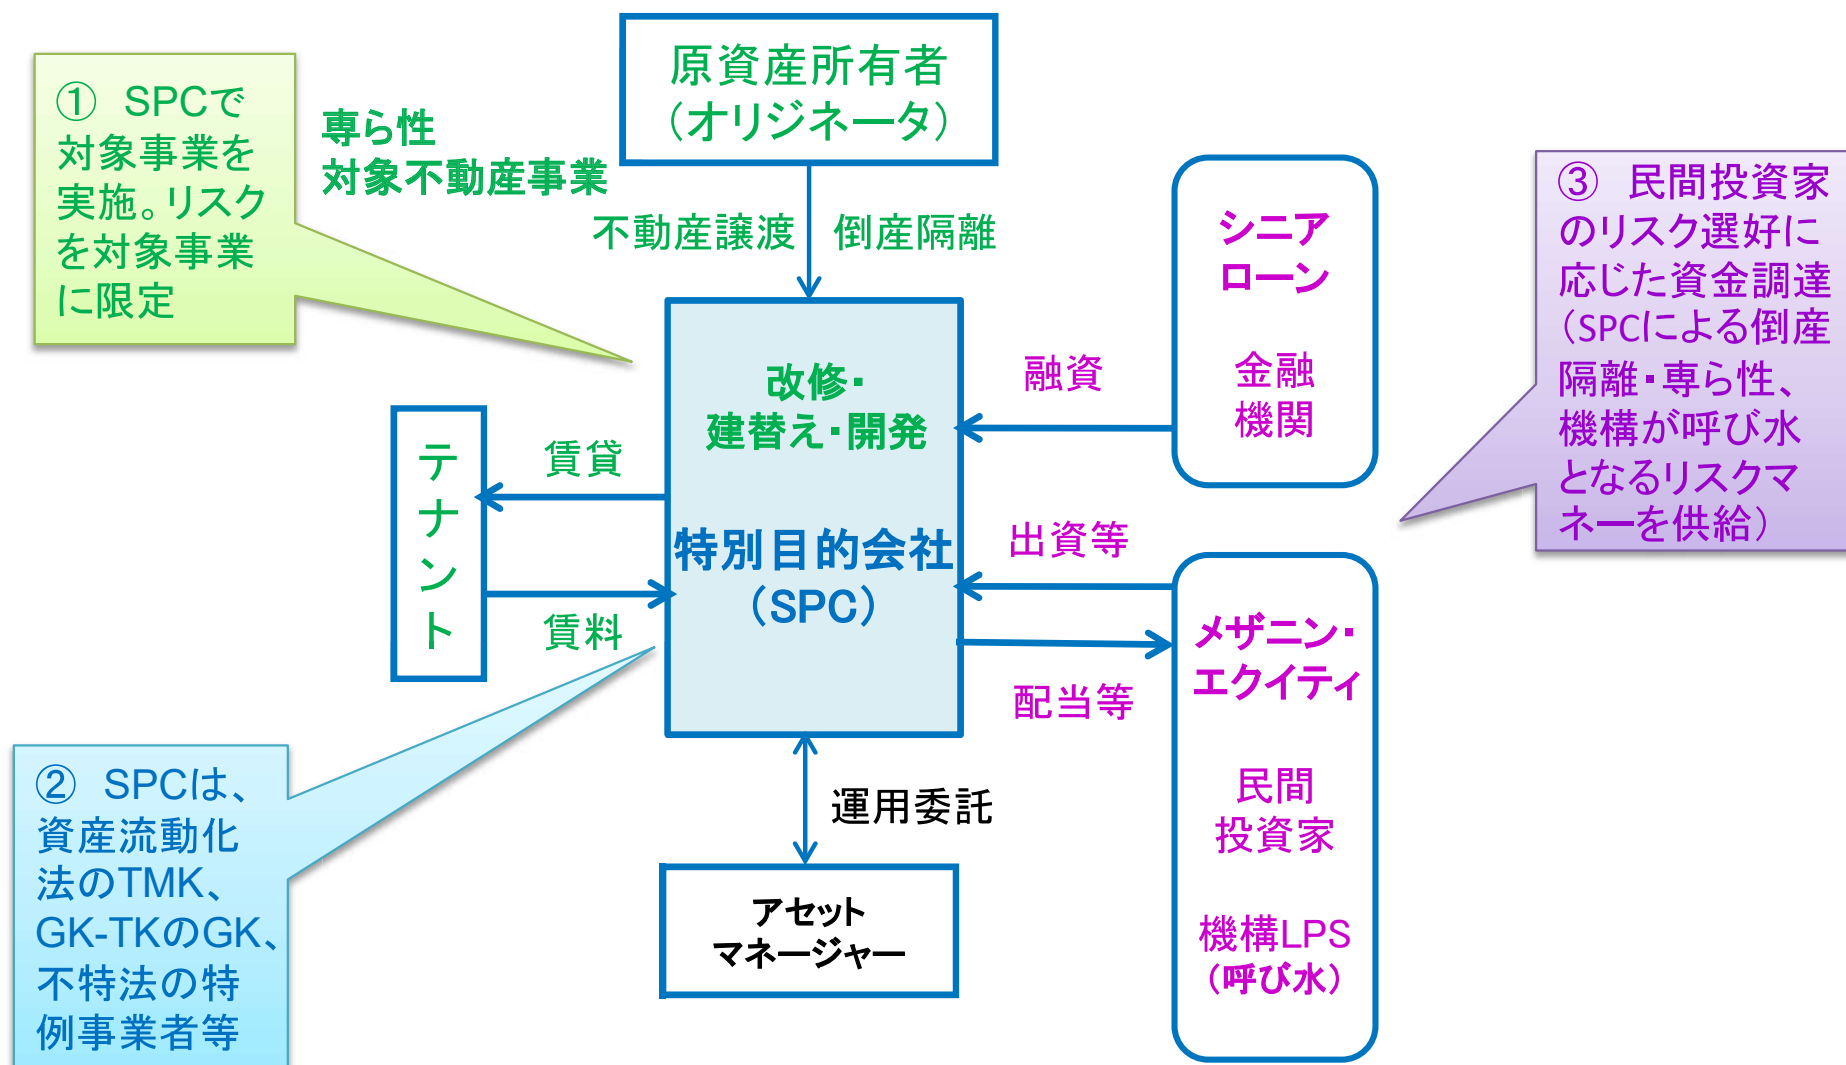 原資産所有者
（オリジネータ）
①　SPCで
対象事業を
実施。リスク
を対象事業
に限定
専ら性
対象不動産事業
不動産譲渡
倒産隔離
シニア
ローン
金融
機関
③　民間投資家
のリスク選好に
応じた資金調達
（SPCによる倒産
隔離・専ら性、
機構が呼び水
となるリスクマ
ネーを供給）
改修・
建替え・開発
特別目的会社
（SPC）
融資
テナント
賃貸
賃料
出資等
配当等
メザニン・
エクイティ
民間
投資家
機構LPS
（呼び水）
②　SPCは、
資産流動化
法のTMK、
GK-TKのGK、
不特法の特
例事業者等
運用委託
アセット
マネージャー